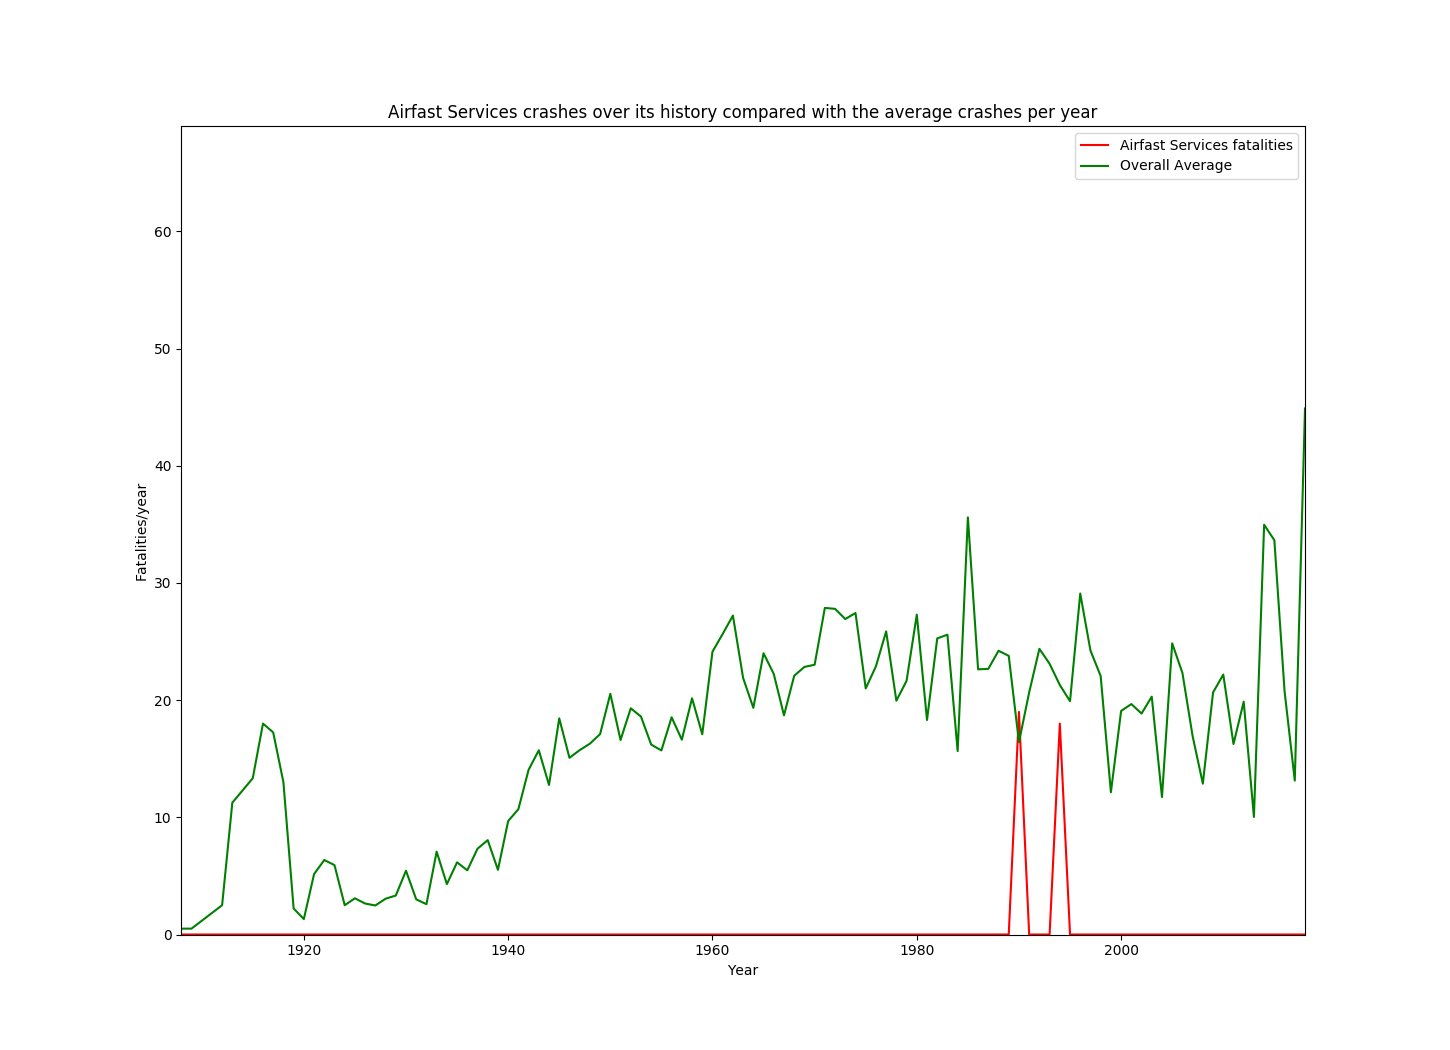 Airfast Services crashes over its history compared with the average crashes per year
Airfast Services fatalities
Overall Average
60
50
40
30
20
10
0
Fatalities/year
1920 1940 1960 1980 2000
Year